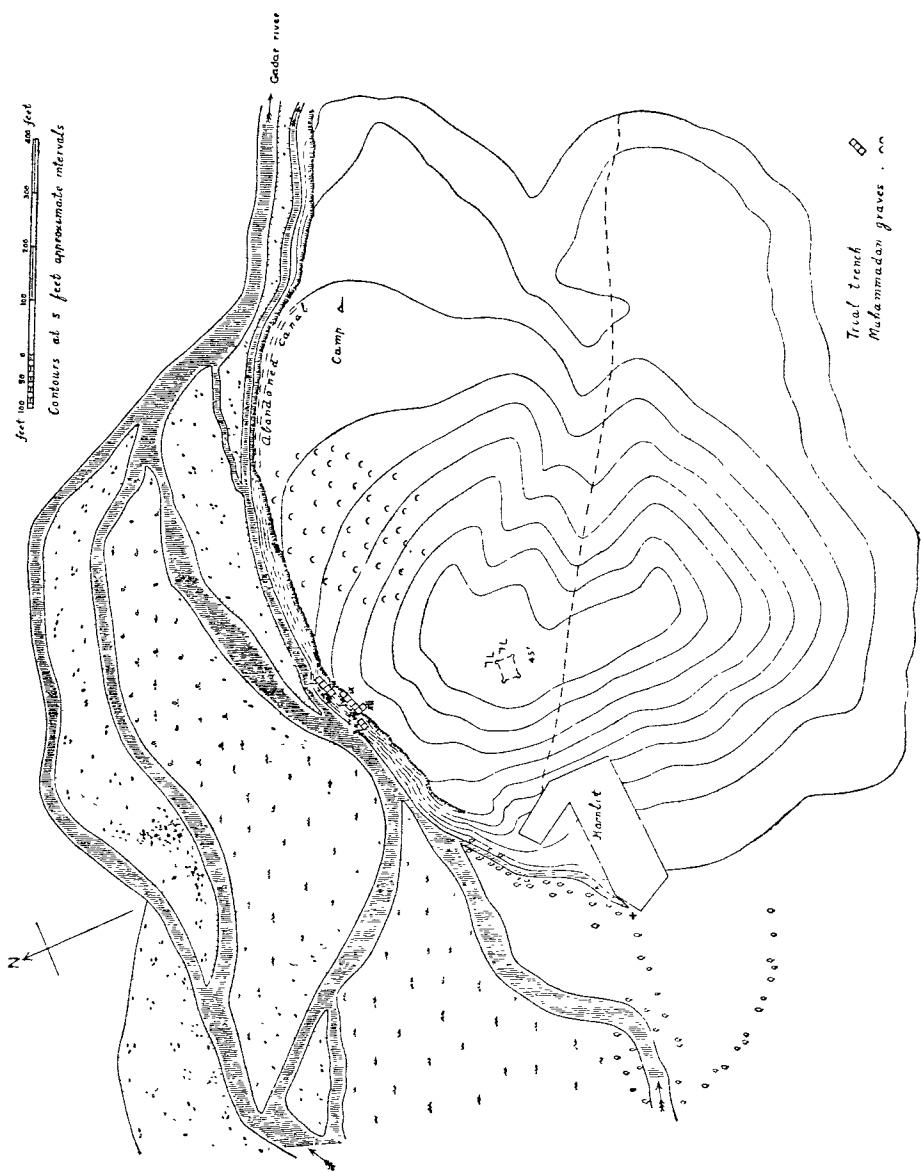 feet 100 50 0 100 200 300 400 feet
Contours at 5 feet approximate intervals
Gadar river
N
Abandoned Canal
Camp
45'
Hamlit
Trial trench
Muhammadan graves